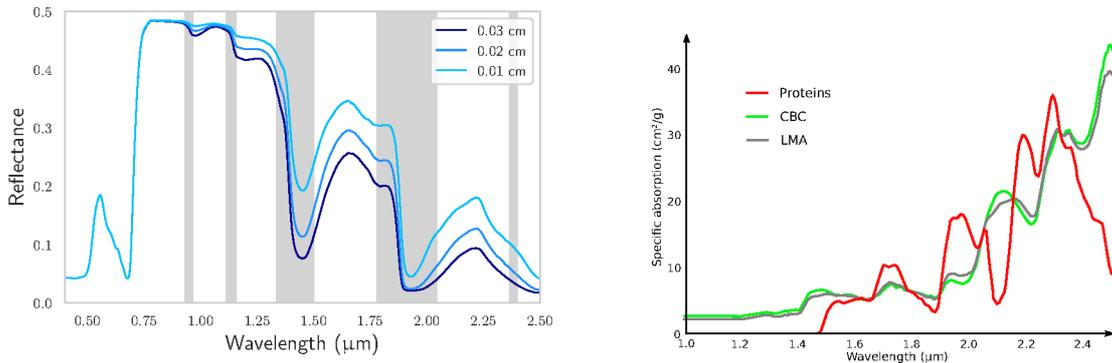 0.5
0.4
0.3
0.2
0.1
0.0
Reflectance
0.50 0.75 1.00 1.25 1.50 1.75 2.00 2.25 2.50
Wavelength (μm)
0.03 cm
0.02 cm
0.01 cm
40
30
20
10
0
Specific absorption (cm²/g)
Proteins
CBC
LMA
1.0 1.2 1.4 1.6 1.8 2.0 2.2 2.4
Wavelength (μm)